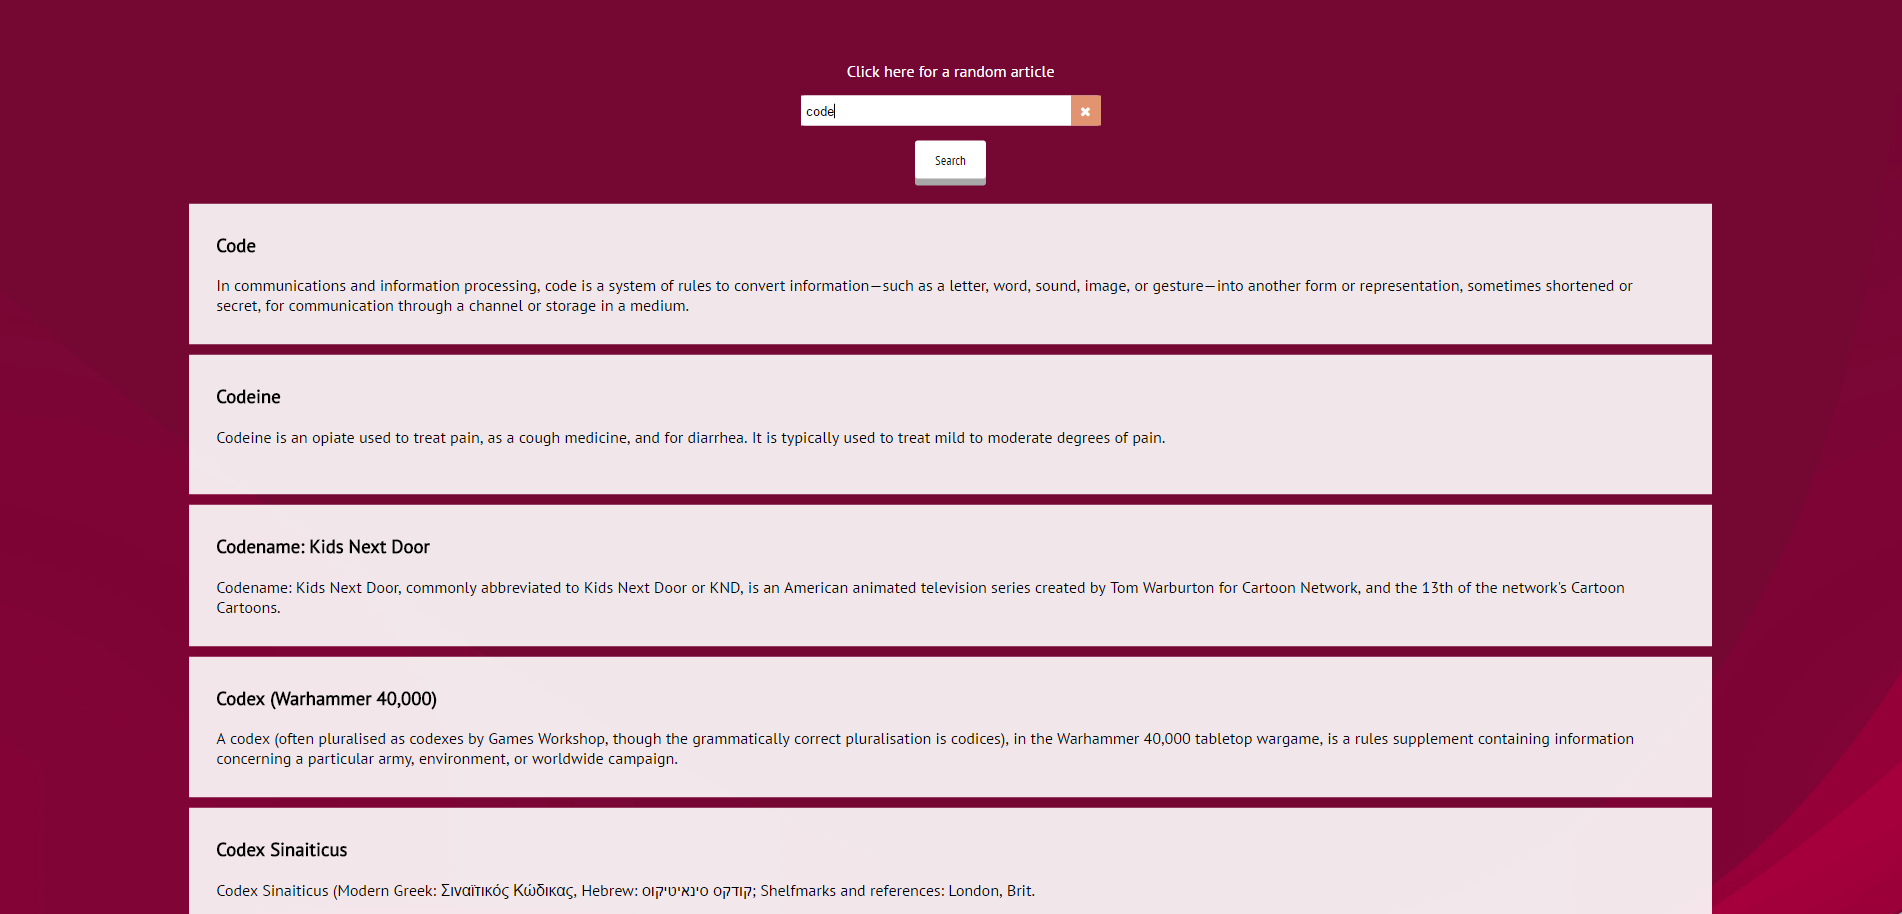 Click here for a random article
code
Search
Code
In communications and information processing, code is a system of rules to convert information—such as a letter, word, sound, image, or gesture—into another form or representation, sometimes shortened or
secret, for communication through a channel or storage in a medium.
Codeine
Codeine is an opiate used to treat pain, as a cough medicine, and for diarrhea. It is typically used to treat mild to moderate degrees of pain.
Codename: Kids Next Door
Codename: Kids Next Door, commonly abbreviated to Kids Next Door or KND, is an American animated television series created by Tom Warburton for Cartoon Network, and the 13th of the network's Cartoon
Cartoons.
Codex (Warhammer 40,000)
A codex (often pluralised as codexes by Games Workshop, though the grammatically correct pluralisation is codices), in the Warhammer 40,000 tabletop wargame, is a rules supplement containing information
concerning a particular army, environment, or worldwide campaign.
Codex Sinaiticus
Codex Sinaiticus (Modern Greek: Σιναϊτικός Κώδικας, Hebrew: קודקס סינאיטיקוס; Shelfmarks and references: London, Brit.